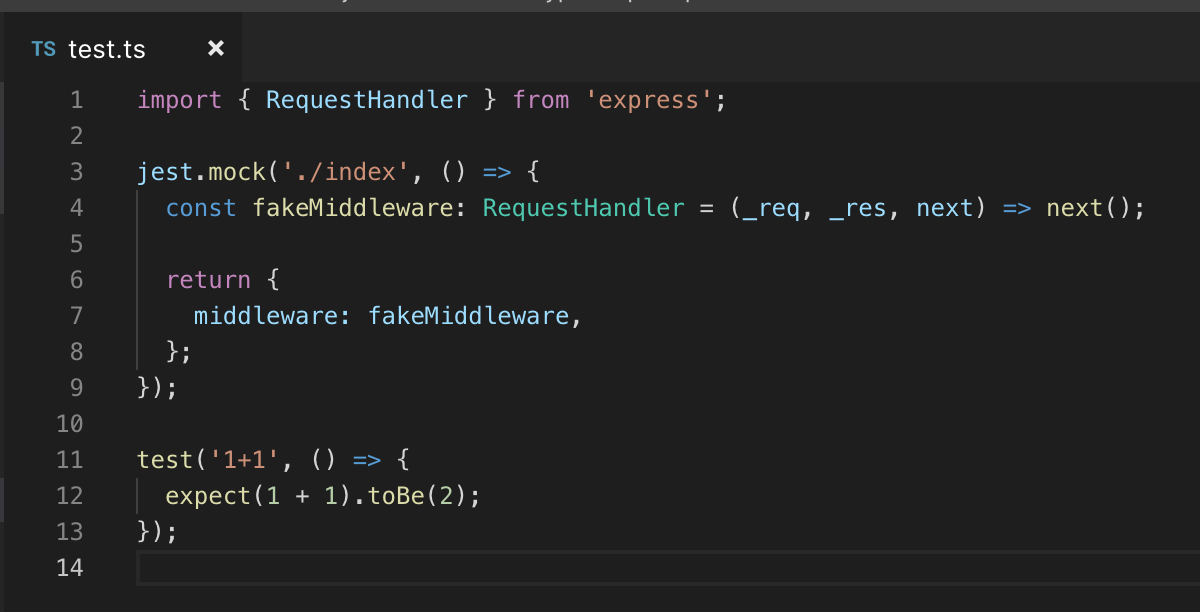 TS test.ts ×
1 import { RequestHandler } from 'express';
2
3 jest.mock('./index', () => {
4   const fakeMiddleware: RequestHandler = (_req, _res, next) => next();
5
6   return {
7     middleware: fakeMiddleware,
8   };
9 });
10
11 test('1+1', () => {
12   expect(1 + 1).toBe(2);
13 });
14